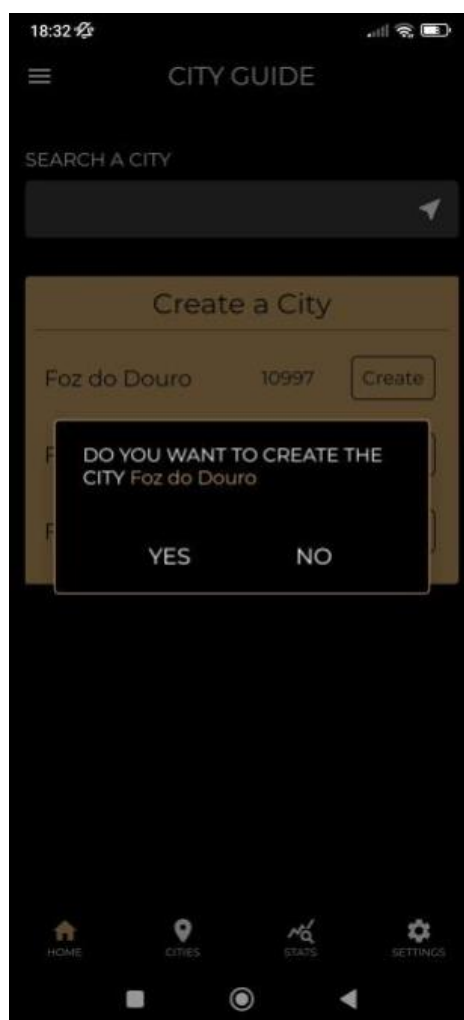 18:32
CITY GUIDE
SEARCH A CITY
Create a City
Foz do Douro 10997 Create
DO YOU WANT TO CREATE THE
CITY Foz do Douro
YES NO
HOME CITIES STATS SETTINGS